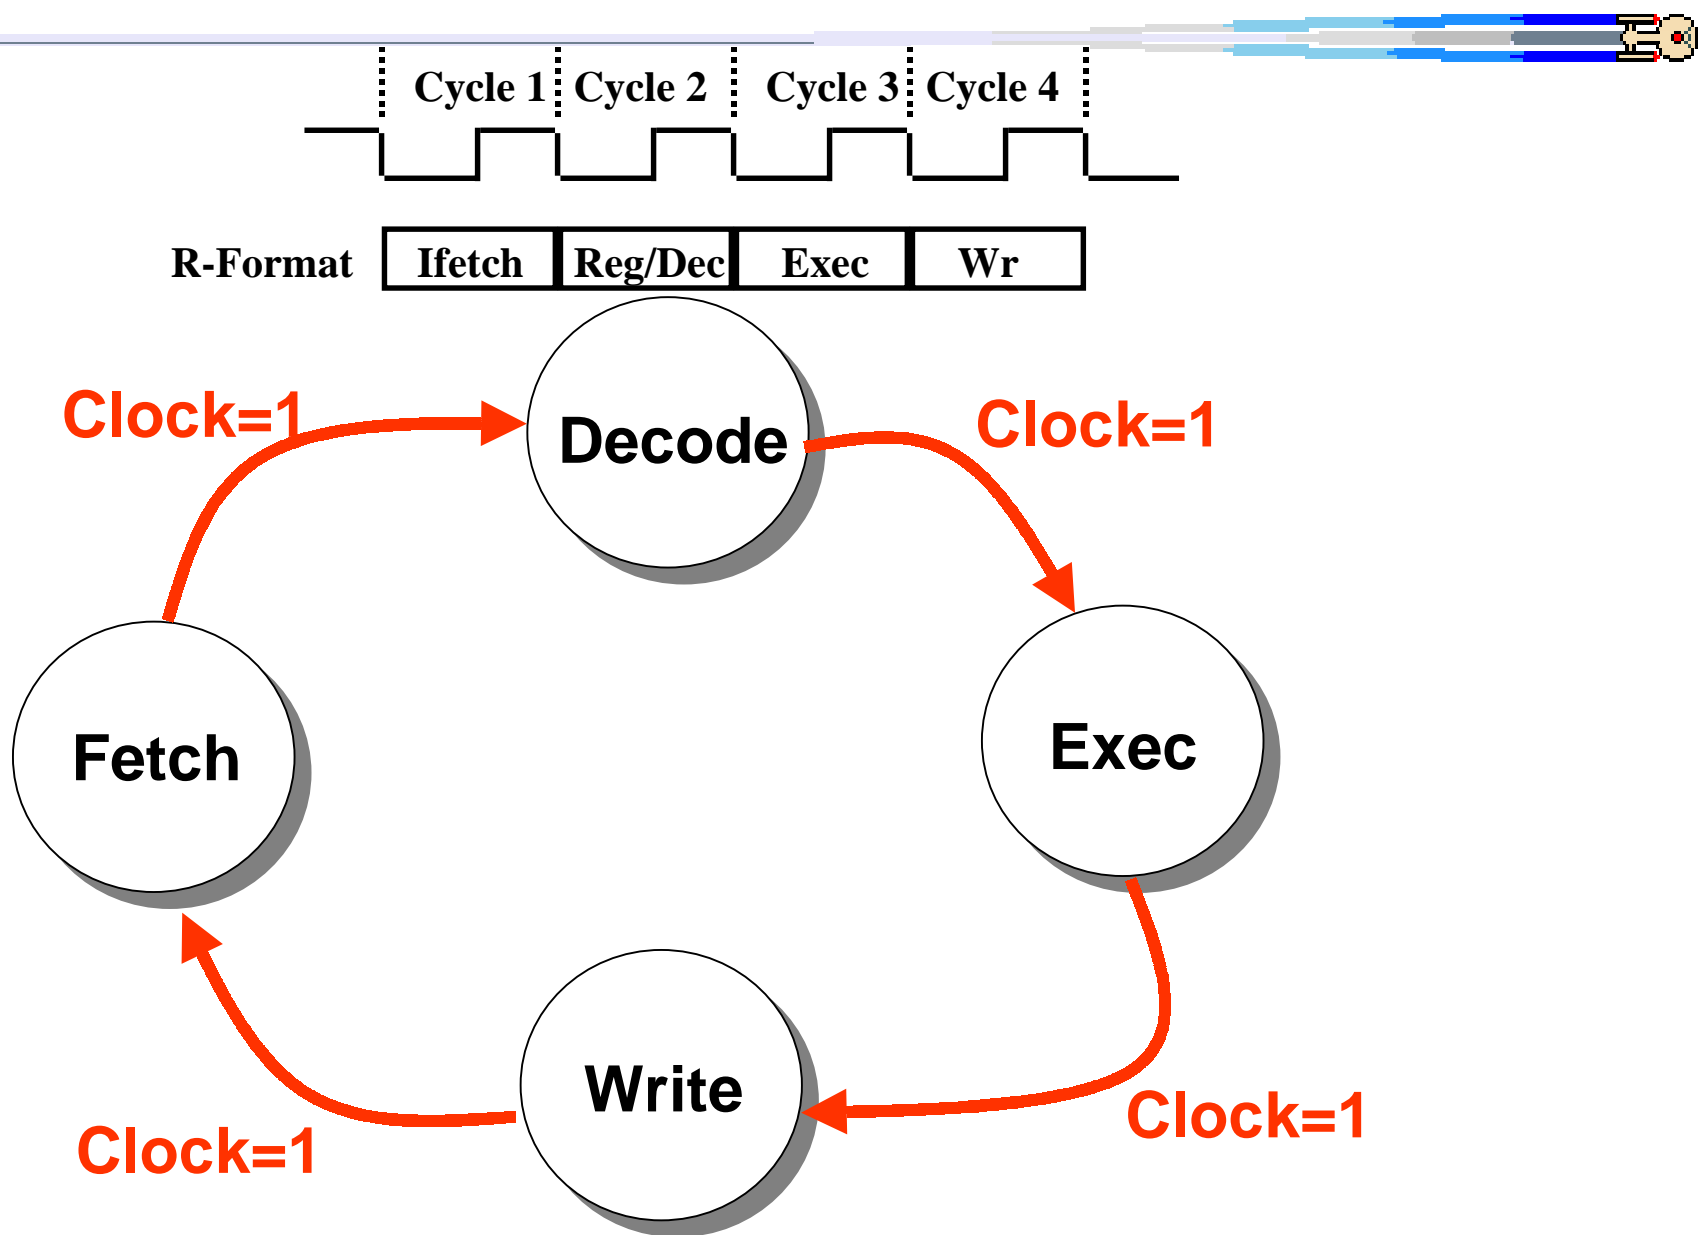 Cycle 1 Cycle 2 Cycle 3 Cycle 4
R-Format Ifetch Reg/Dec Exec Wr
Clock=1
Clock=1
Decode
Fetch
Exec
Write
Clock=1
Clock=1